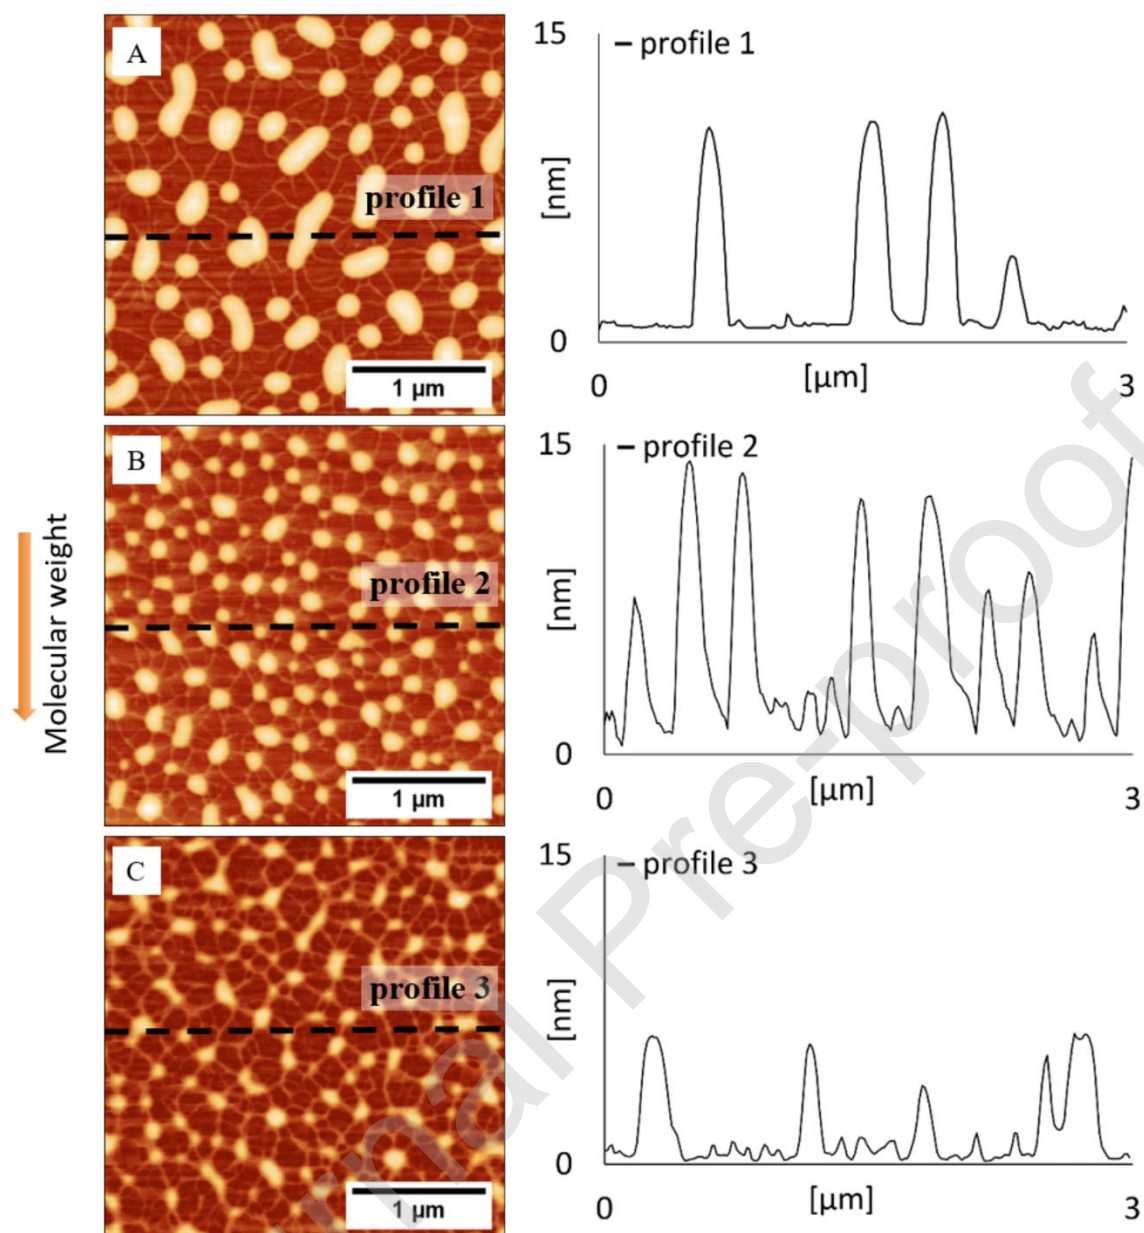 A
profile 1
1 µm
15
– profile 1
[nm]
0
0
[µm]
3
Molecular weight
B
profile 2
1 µm
15
– profile 2
[nm]
0
0
[µm]
3
C
profile 3
1 µm
15
– profile 3
[nm]
0
0
[µm]
3
rnal Pre-proof